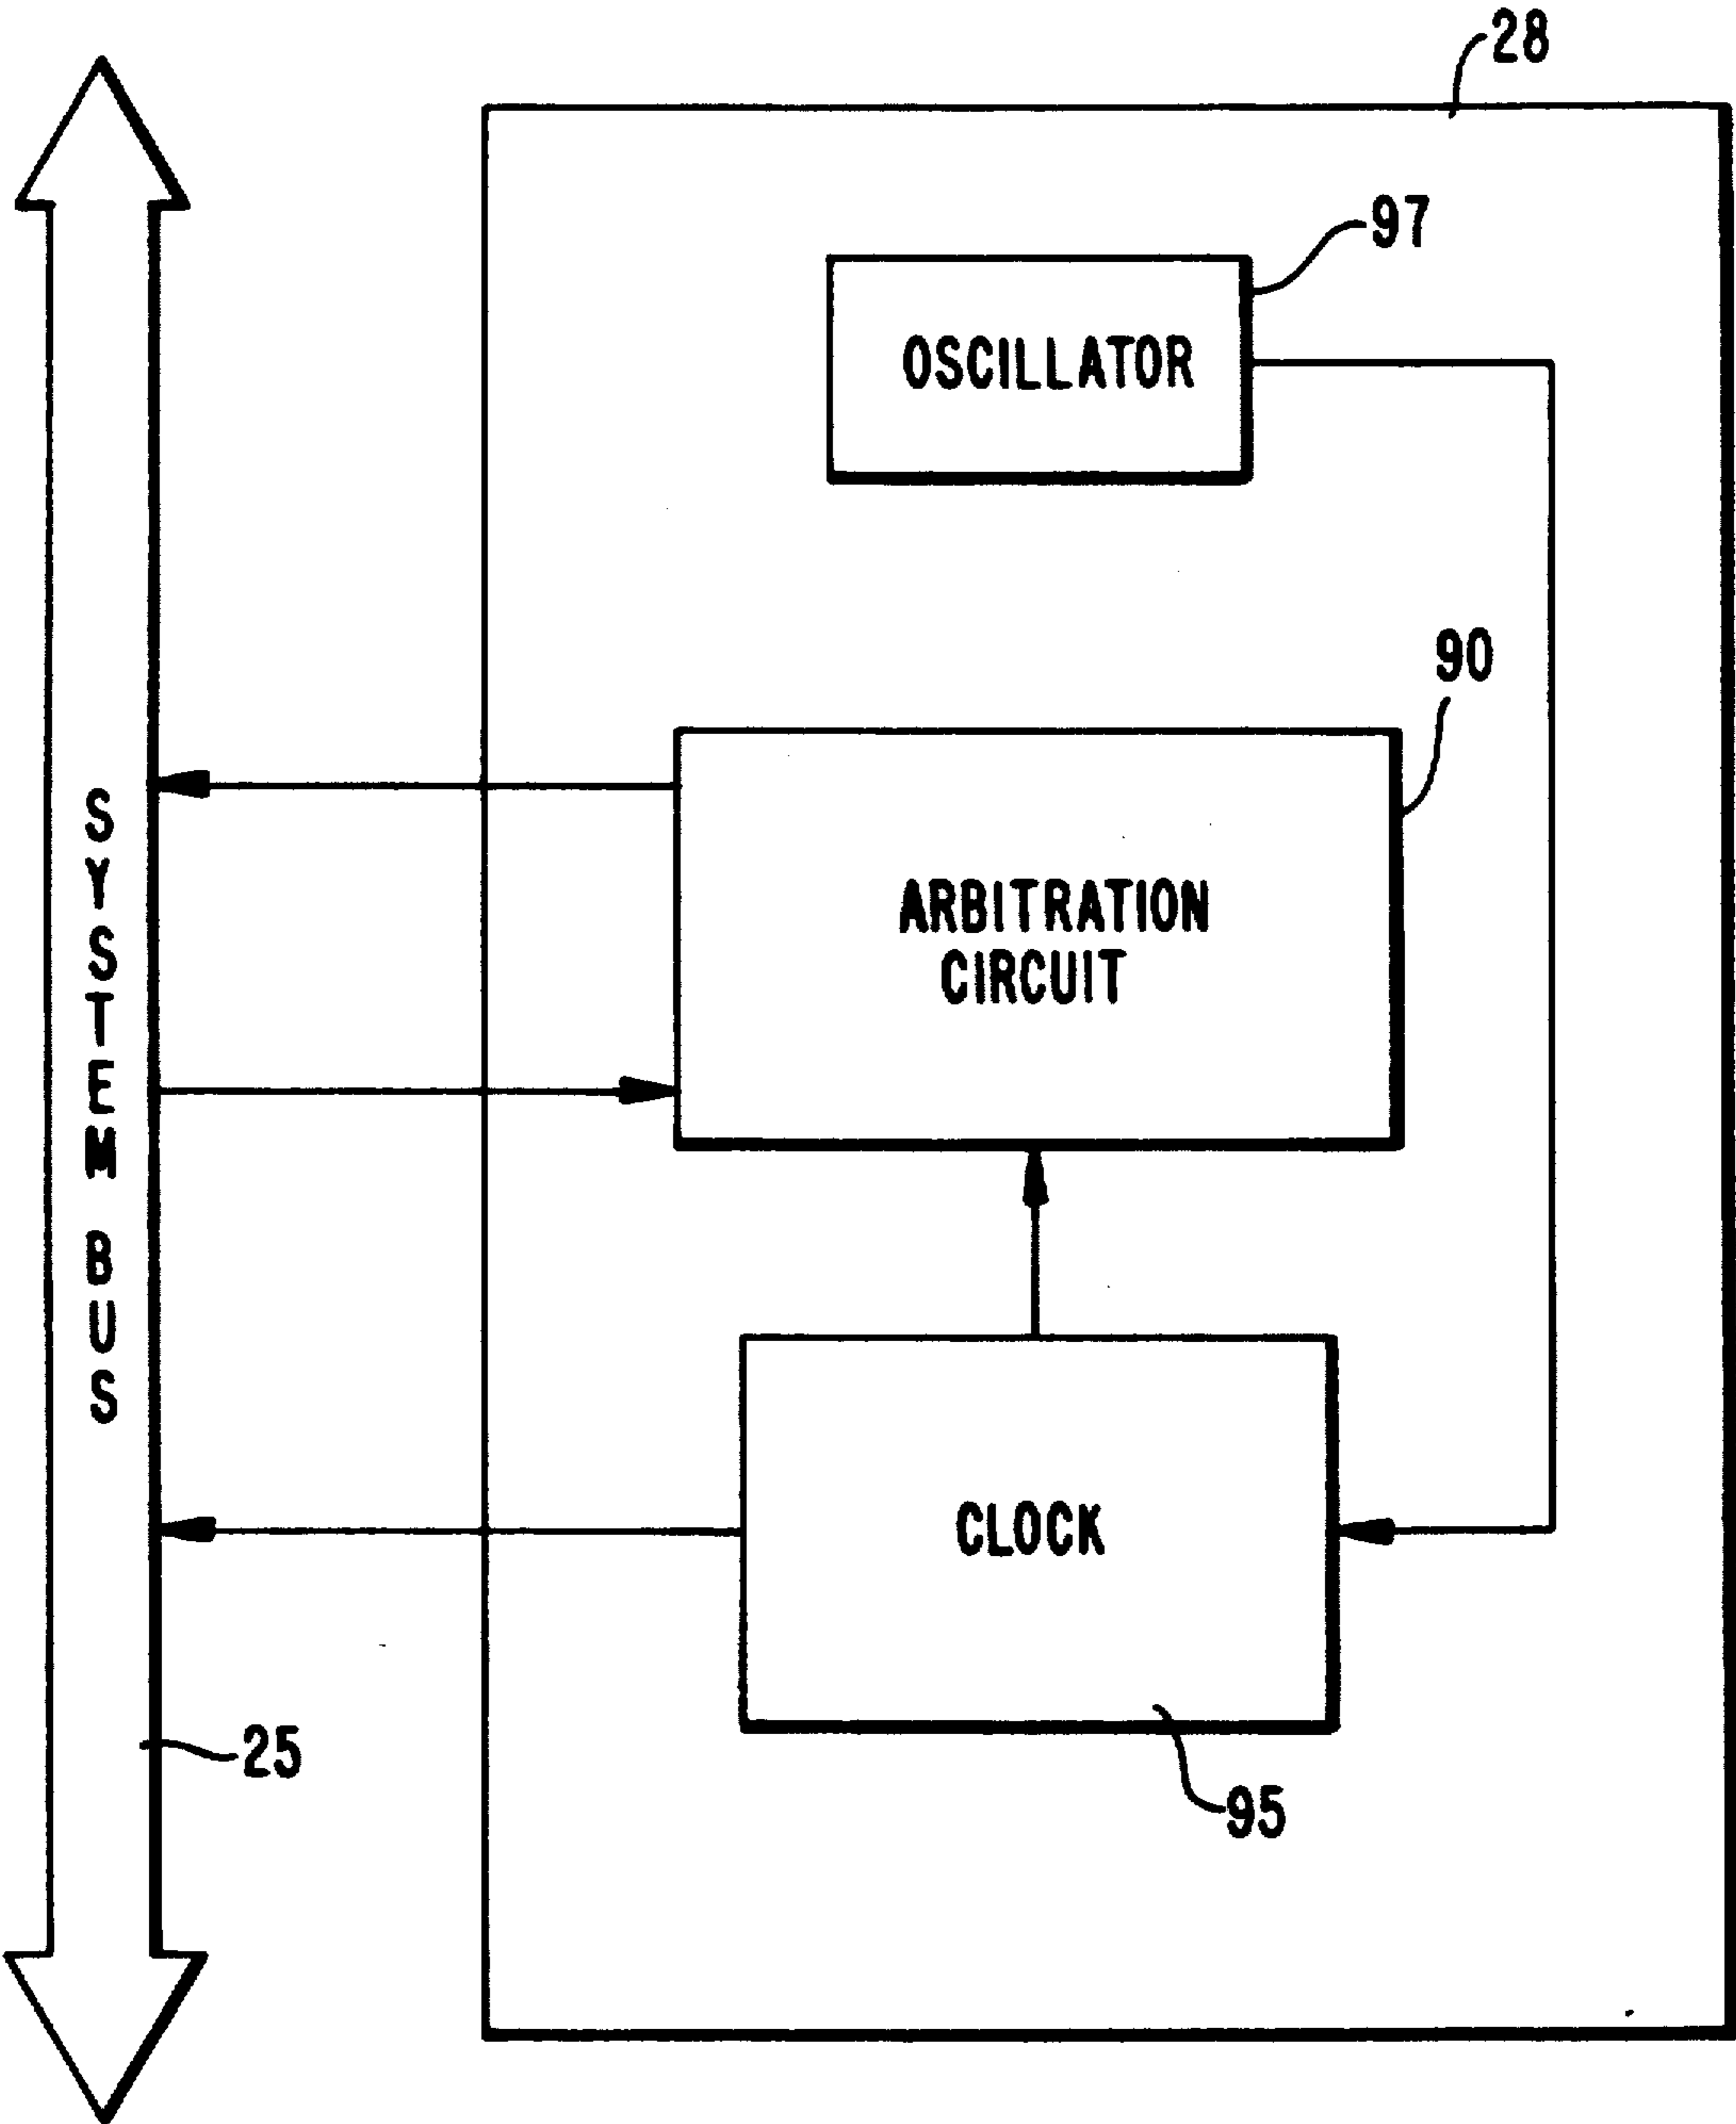 28
97
OSCILLATOR
90
ARBITRATION
CIRCUIT
SYSTEM BUS
CLOCK
25
95